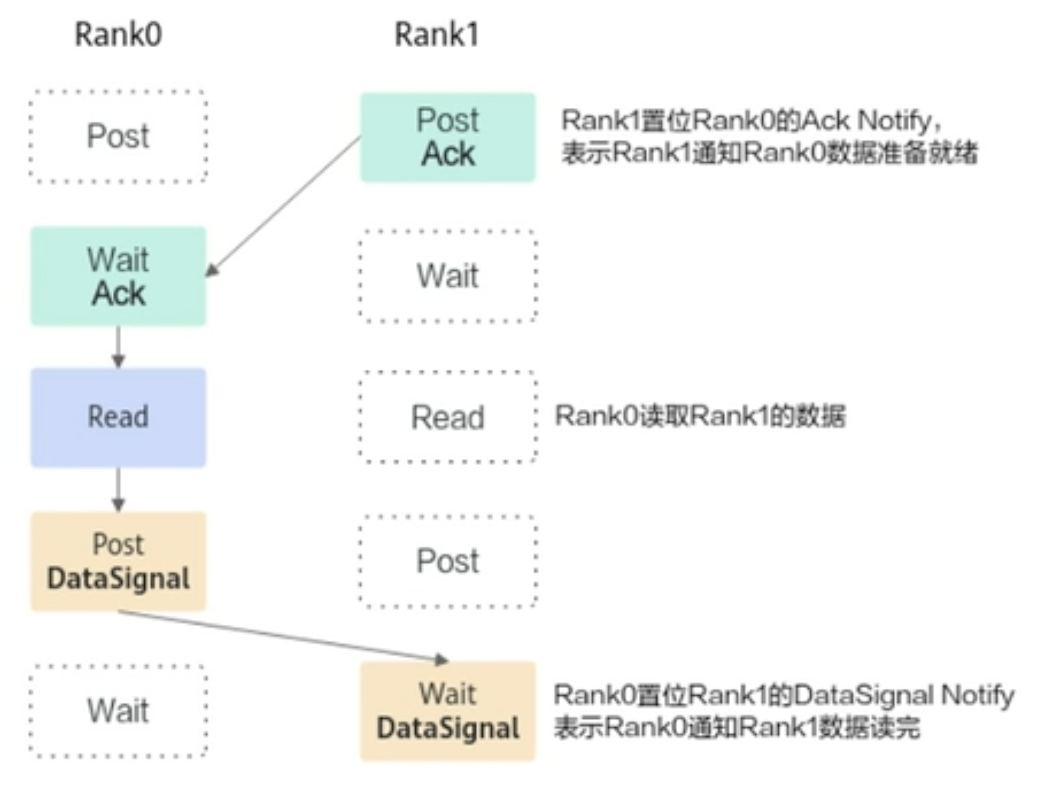 Rank0
Rank1
Post
Post
Ack
Rank1置位Rank0的Ack Notify，
表示Rank1通知Rank0数据准备就绪
Wait
Ack
Wait
Read
Read
Rank0读取Rank1的数据
Post
DataSignal
Post
Wait
Wait
DataSignal
Rank0置位Rank1的DataSignal Notify
表示Rank0通知Rank1数据读完